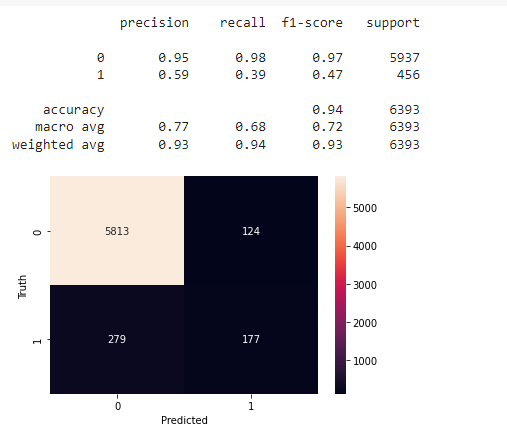 precision recall f1-score support
0 0.95 0.98 0.97 5937
1 0.59 0.39 0.47 456
accuracy 0.94 6393
macro avg 0.77 0.68 0.72 6393
weighted avg 0.93 0.94 0.93 6393
5000
0 5813 124
4000
3000
Truth
2000
1 279 177
1000
0 1
Predicted